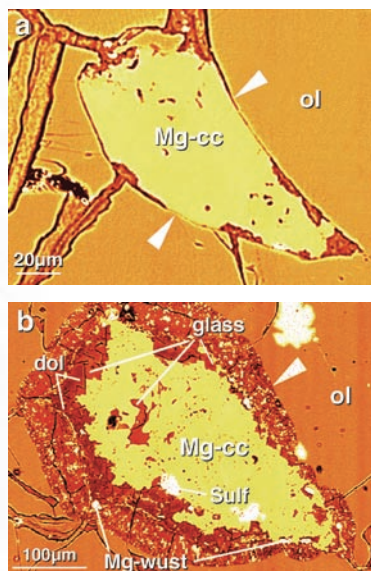 a
ol
Mg-cc
20µm
b
glass
dol
ol
Mg-cc
Sulf
Mg-wust
100µm